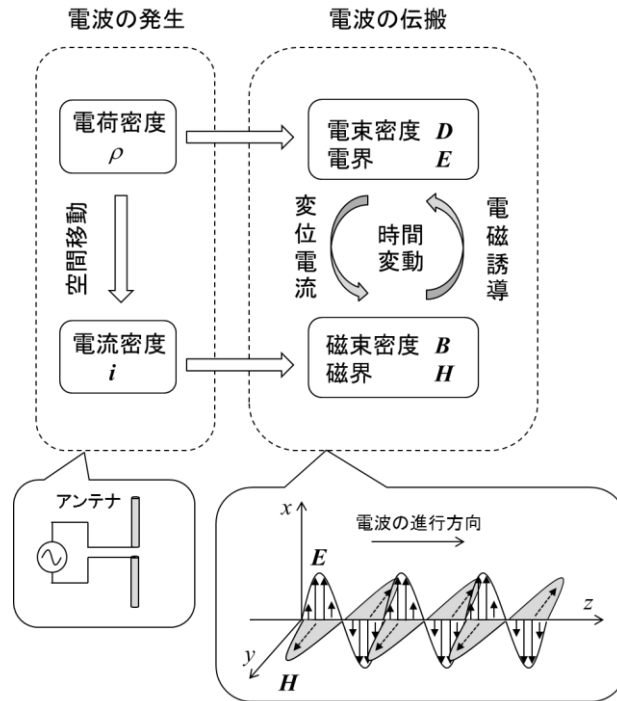 電波の発生
電波の伝搬
電荷密度
ρ
電束密度 D
電界 E
空間移動
変位電流
時間
変動
電磁誘導
電流密度
i
磁束密度 B
磁界 H
アンテナ
x
電波の進行方向
E
z
y
H